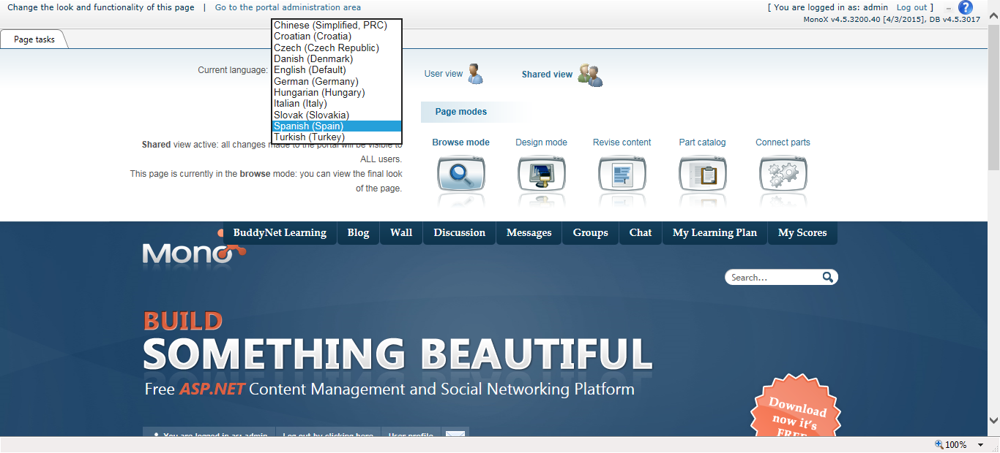 Change the look and functionality of this page | Go to the portal administration area
[ You are logged in as: admin Log out ]
MonoX v4.5.3200.40 [4/3/2015], DB v4.5.3017
Page tasks
Current language:
Chinese (Simplified, PRC)
Croatian (Croatia)
Czech (Czech Republic)
Danish (Denmark)
English (Default)
German (Germany)
Hungarian (Hungary)
Italian (Italy)
Slovak (Slovakia)
Spanish (Spain)
Turkish (Turkey)
User view
Shared view
Page modes
Shared view active: all changes made to the portal will be visible to
ALL users.
This page is currently in the browse mode: you can view the final look
of the page.
Browse mode Design mode Revise content Part catalog Connect parts
BuddyNet Learning Blog Wall Discussion Messages Groups Chat My Learning Plan My Scores
Mono
Search...
BUILD
SOMETHING BEAUTIFUL
Free ASP.NET Content Management and Social Networking Platform
Download
now it's
FREE
You are logged in as: admin Log out by clicking here User profile
100%